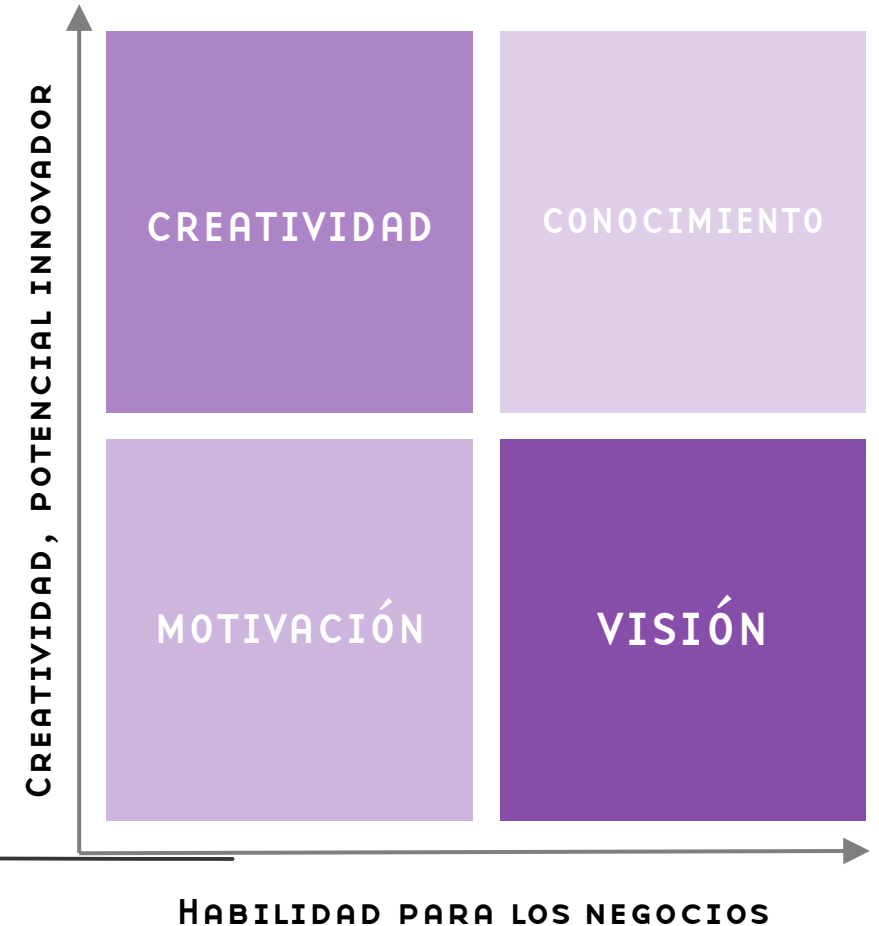 Creatividad, potencial innovador
CREATIVIDAD
CONOCIMIENTO
MOTIVACIÓN
VISIÓN
Habilidad para los negocios